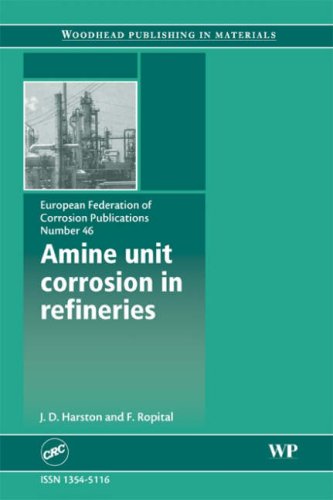 WOODHEAD PUBLISHING IN MATERIALS
European Federation of
Corrosion Publications
Number 46
Amine unit
corrosion in
refineries
J. D. Harston and F. Ropital
CRC
WP
ISSN 1354-5116